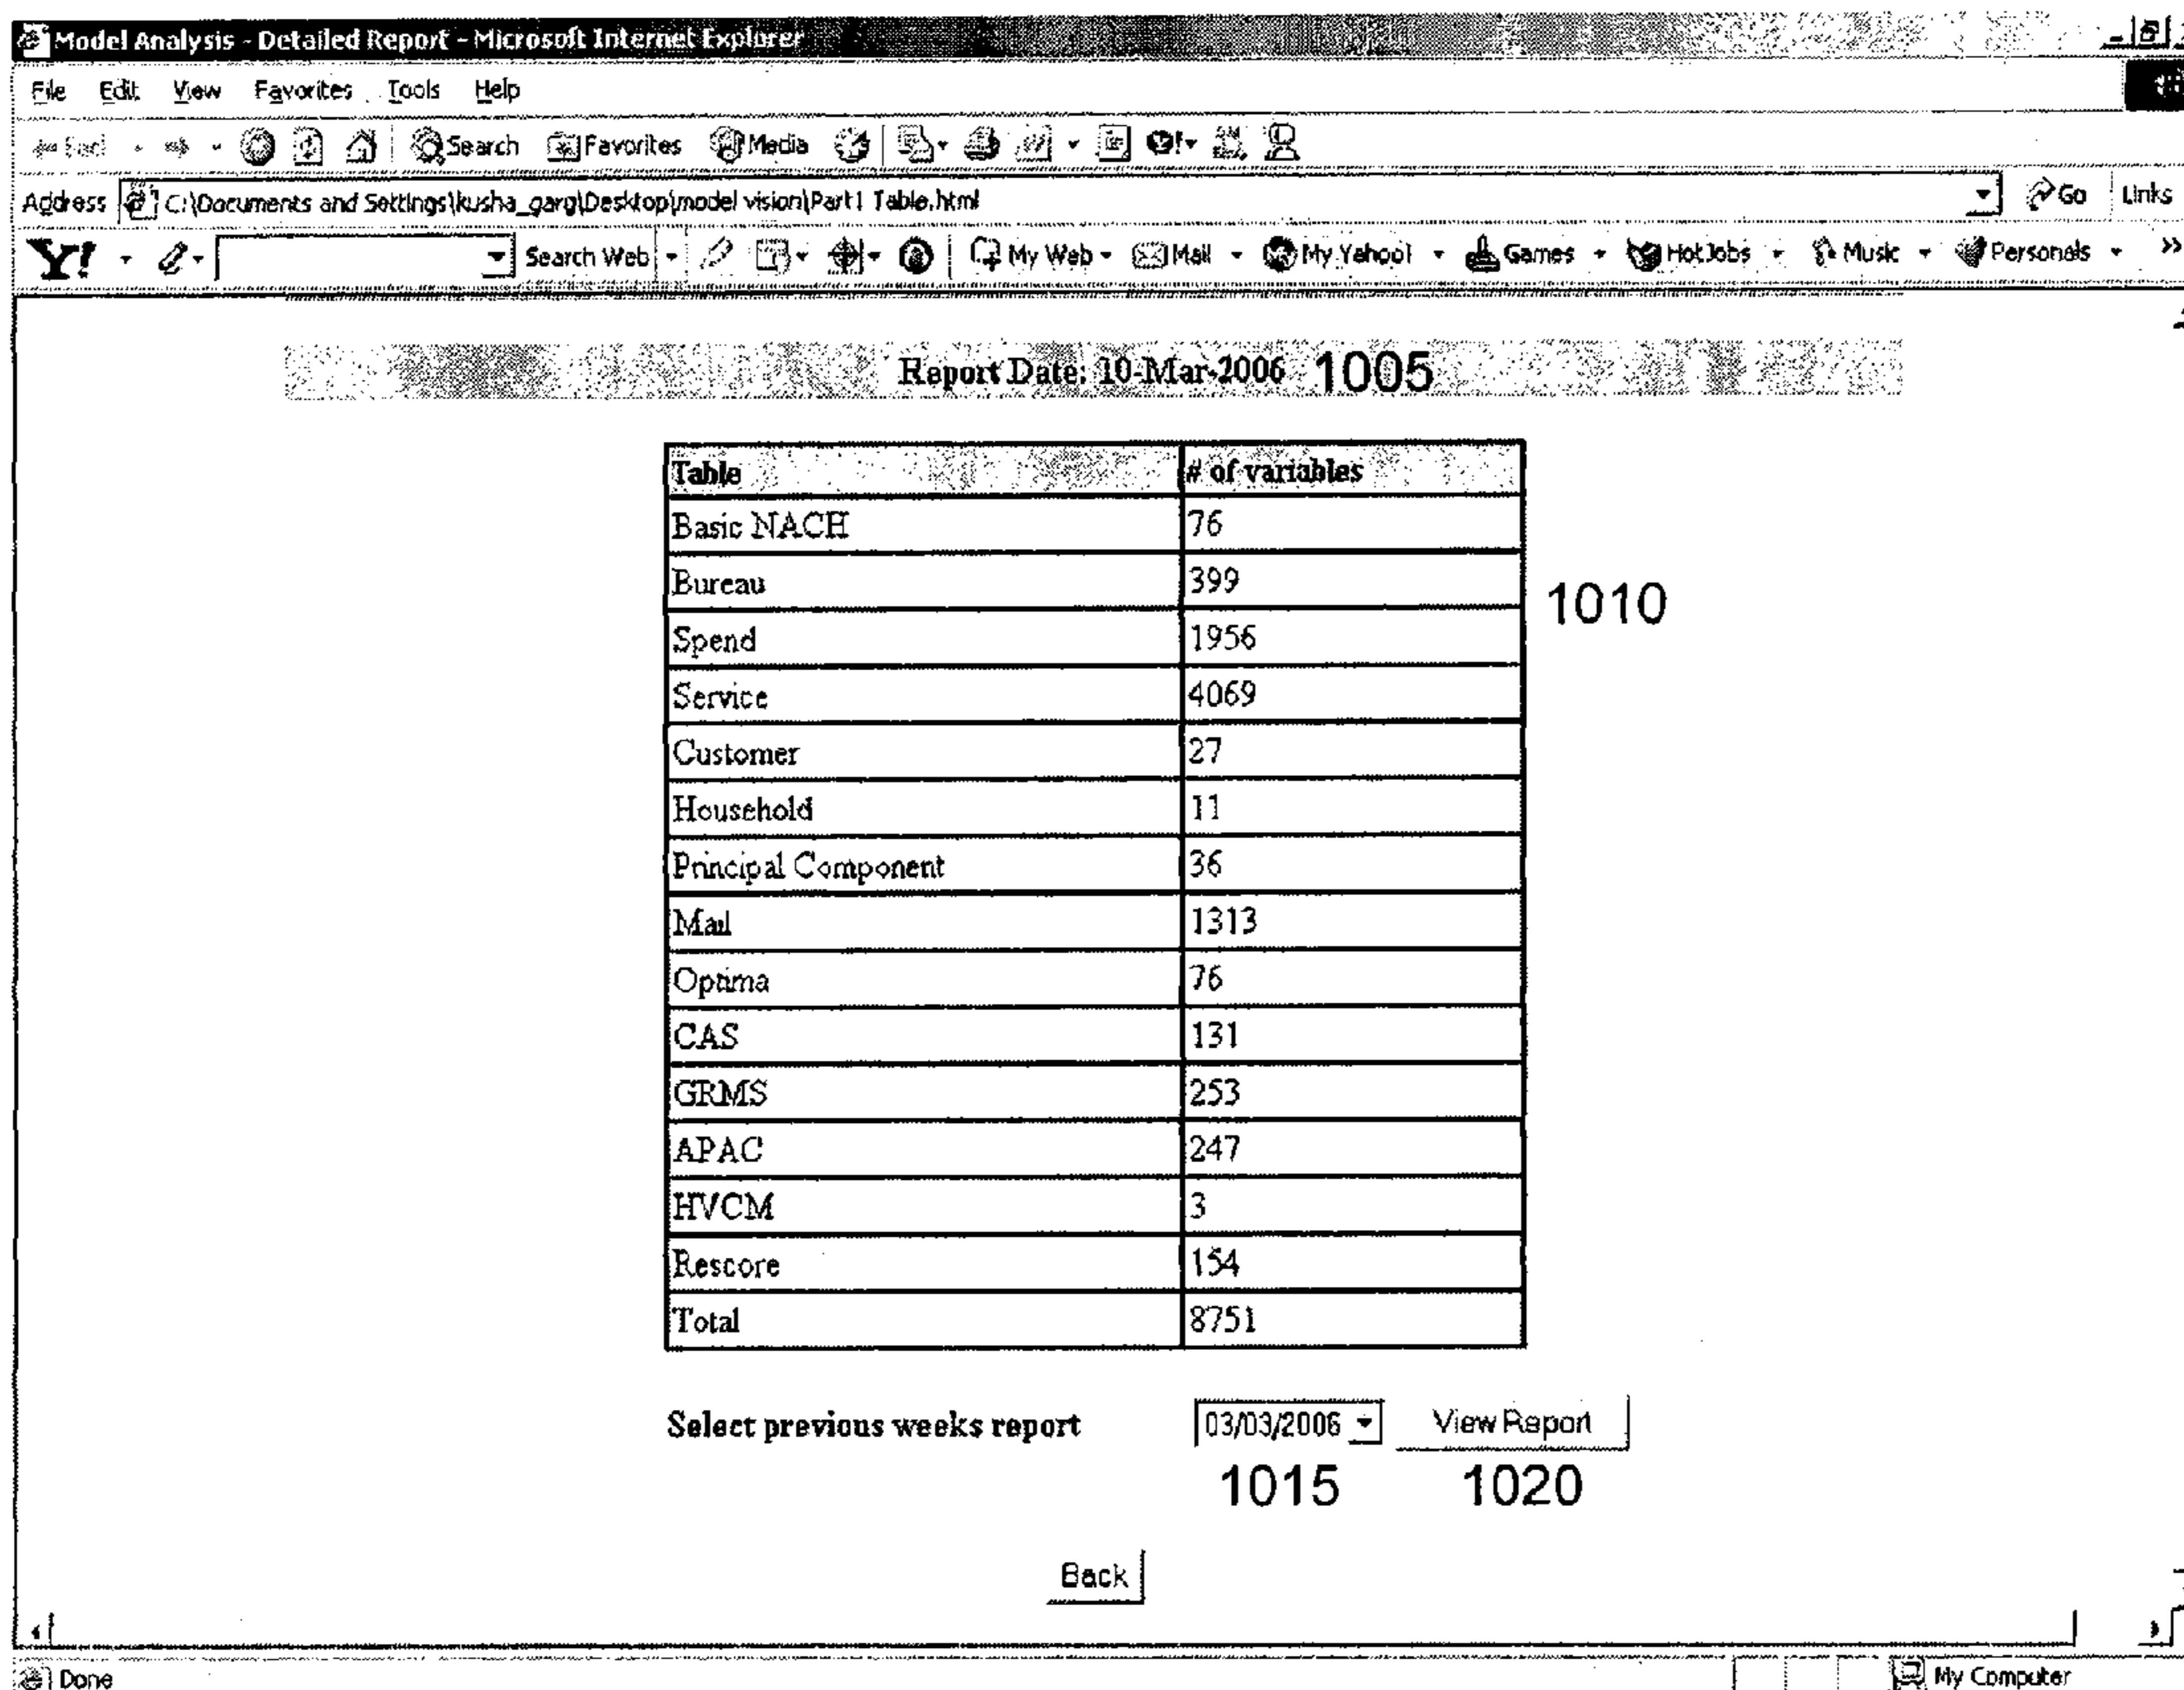 Model Analysis - Detailed Report - Microsoft Internet Explorer
File Edit View Favorites Tools Help
Search Favorites Media
Address C:\Documents and Settings\kusha_garg\Desktop\model vision\Part1 Table.html Go Links
Y! Search Web My Web Mail My Yahoo! Games HotJobs Music Personals »
Report Date: 10-Mar-2006 1005
Table # of variables
Basic NACH 76
Bureau 399
1010
Spend 1956
Service 4069
Customer 27
Household 11
Principal Component 36
Mail 1313
Optima 76
CAS 131
GRMS 253
APAC 247
HVCM 3
Rescore 154
Total 8751
Select previous weeks report 03/03/2006 View Report
1015 1020
Back
Done My Computer